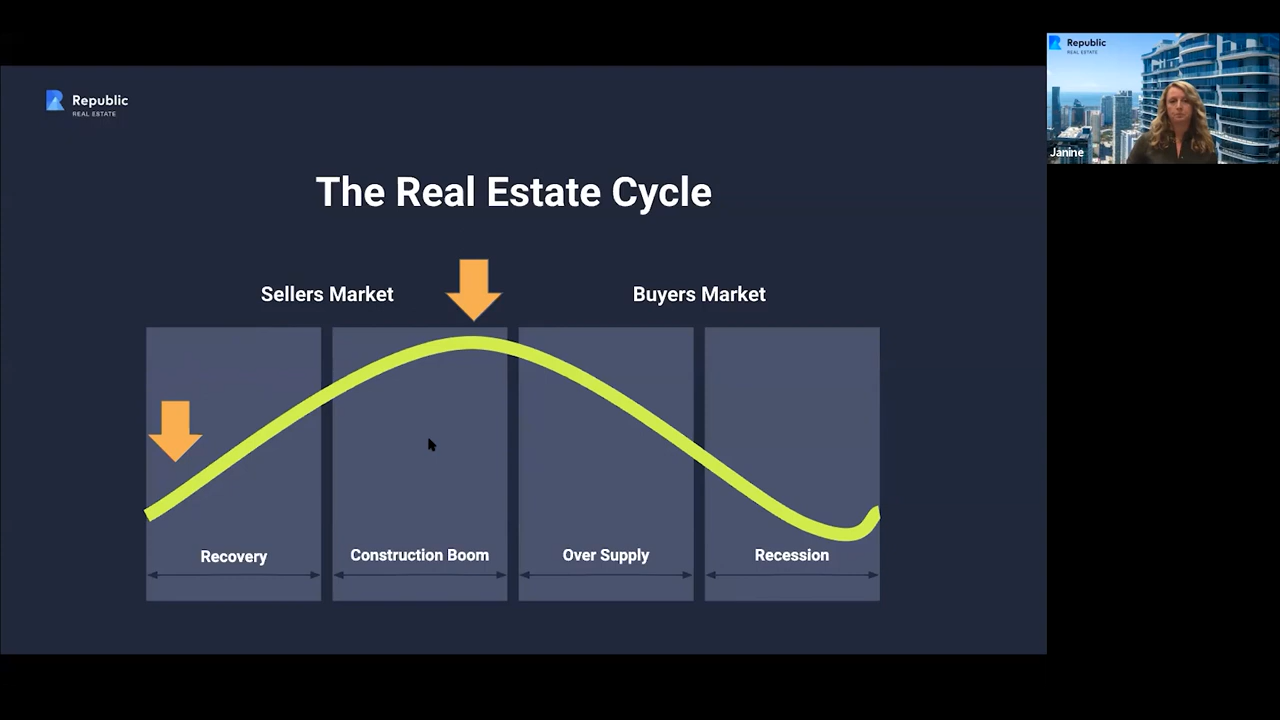 Republic
REAL ESTATE
The Real Estate Cycle
Sellers Market
Buyers Market
Recovery
Construction Boom
Over Supply
Recession
Republic
REAL ESTATE
Janine